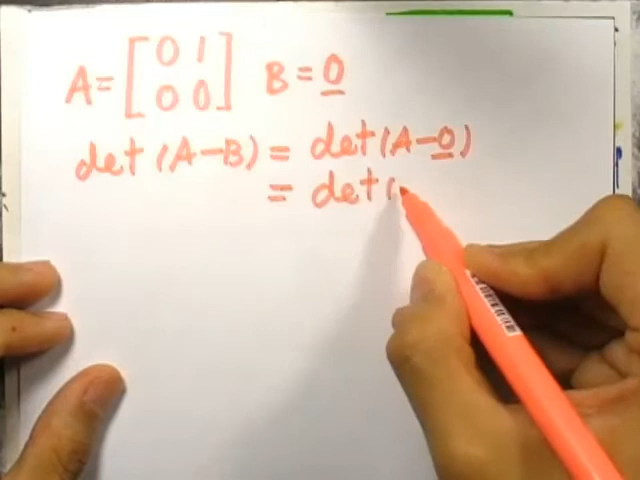 A = [0 1 0 0] B = 0
det (A - B) = det (A - 0)
= det (